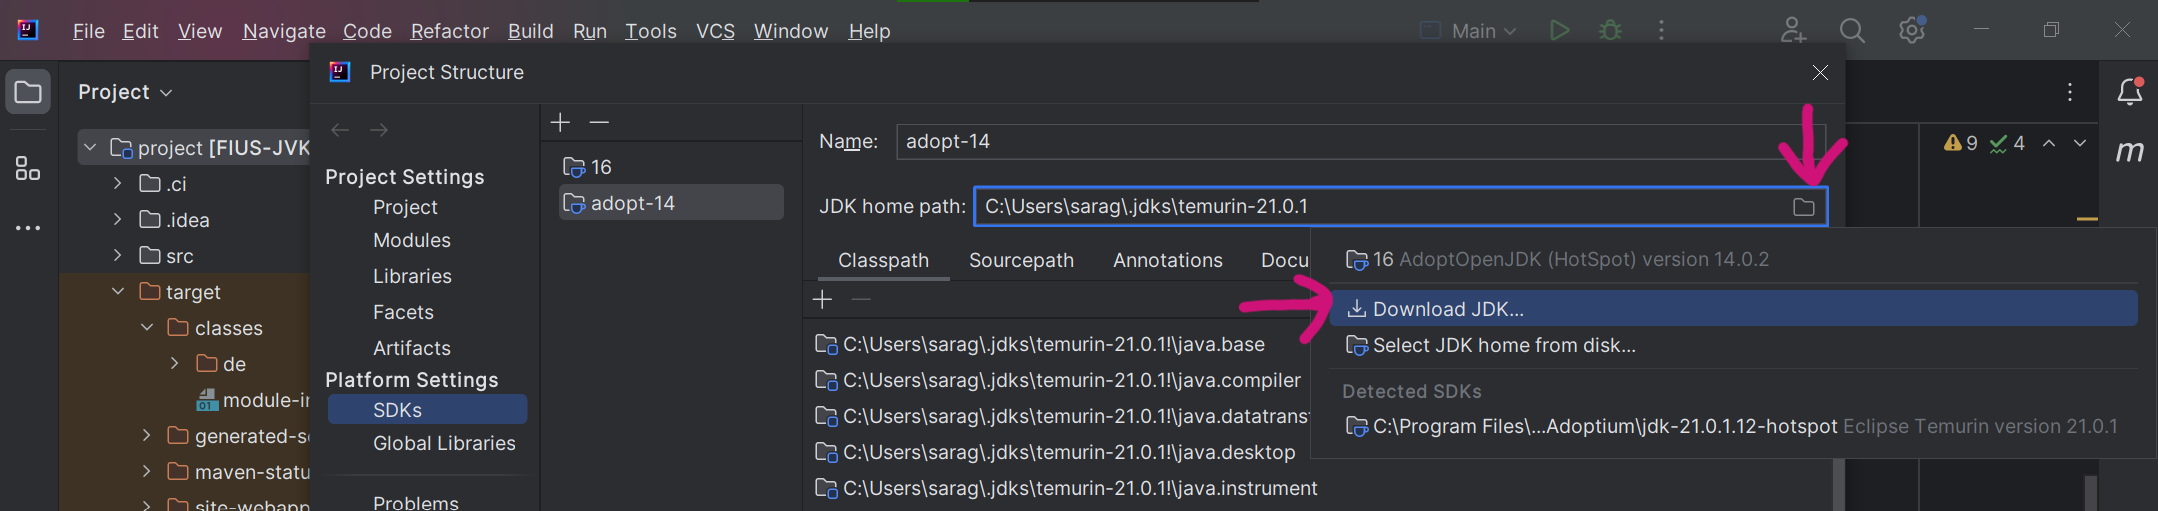 File Edit View Navigate Code Refactor Build Run Tools VCS Window Help Main
Project
project [FIUS-JVK
.ci
.idea
src
target
classes
de
module-in
01
generated-so
maven-statu
site-webapp
Project Structure
Project Settings
Project
Modules
Libraries
Facets
Artifacts
Platform Settings
SDKs
Global Libraries
Problems
16
adopt-14
Name: adopt-14
JDK home path: C:\Users\sarag\.jdks\temurin-21.0.1
Classpath Sourcepath Annotations Docu
C:\Users\sarag\.jdks\temurin-21.0.1!\java.base
C:\Users\sarag\.jdks\temurin-21.0.1!\java.compiler
C:\Users\sarag\.jdks\temurin-21.0.1!\java.datatransf
C:\Users\sarag\.jdks\temurin-21.0.1!\java.desktop
C:\Users\sarag\.jdks\temurin-21.0.1!\java.instrument
16 AdoptOpenJDK (HotSpot) version 14.0.2
Download JDK...
Select JDK home from disk...
Detected SDKs
C:\Program Files\...Adoptium\jdk-21.0.1.12-hotspot Eclipse Temurin version 21.0.1
9 4
m